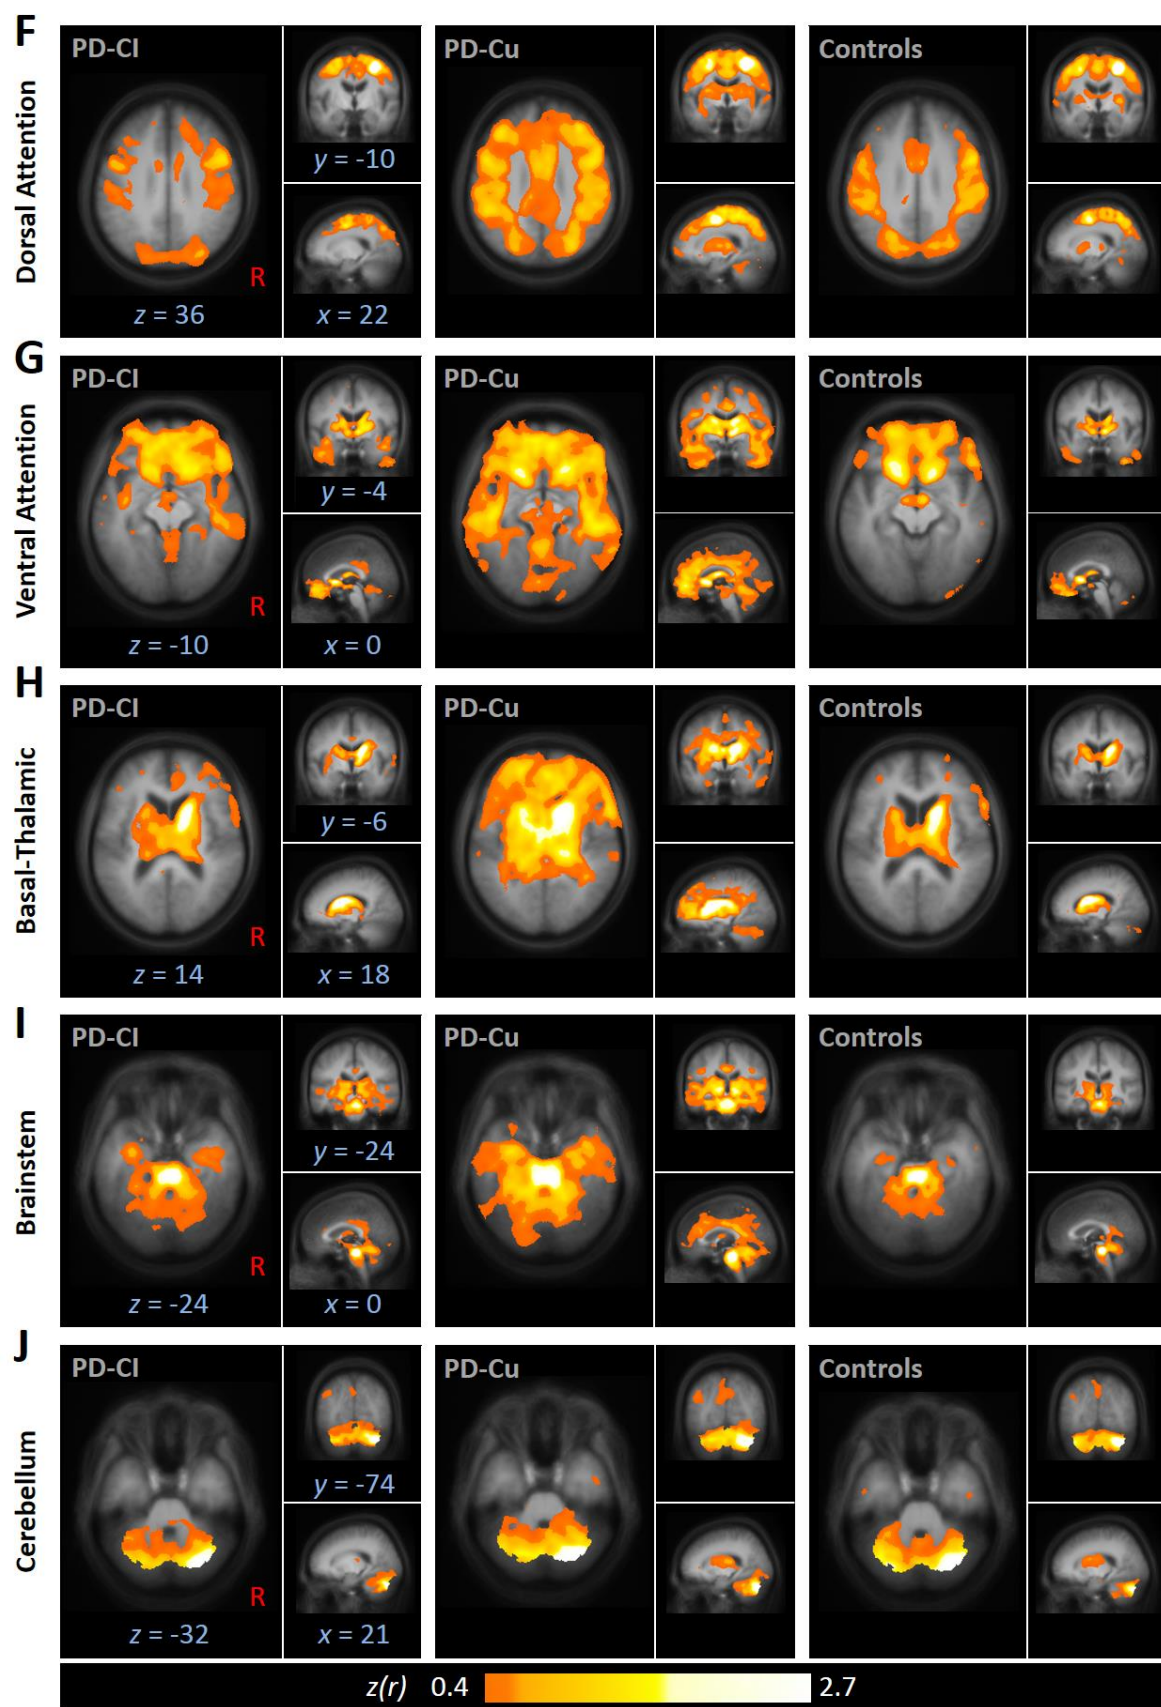 F
Dorsal Attention
PD-CI
PD-Cu
Controls
y = -10
R
z = 36
x = 22
G
Ventral Attention
PD-CI
PD-Cu
Controls
y = -4
R
z = -10
x = 0
H
Basal-Thalamic
PD-CI
PD-Cu
Controls
y = -6
R
z = 14
x = 18
I
Brainstem
PD-CI
PD-Cu
Controls
y = -24
R
z = -24
x = 0
J
Cerebellum
PD-CI
PD-Cu
Controls
y = -74
R
z = -32
x = 21
z(r) 0.4 2.7